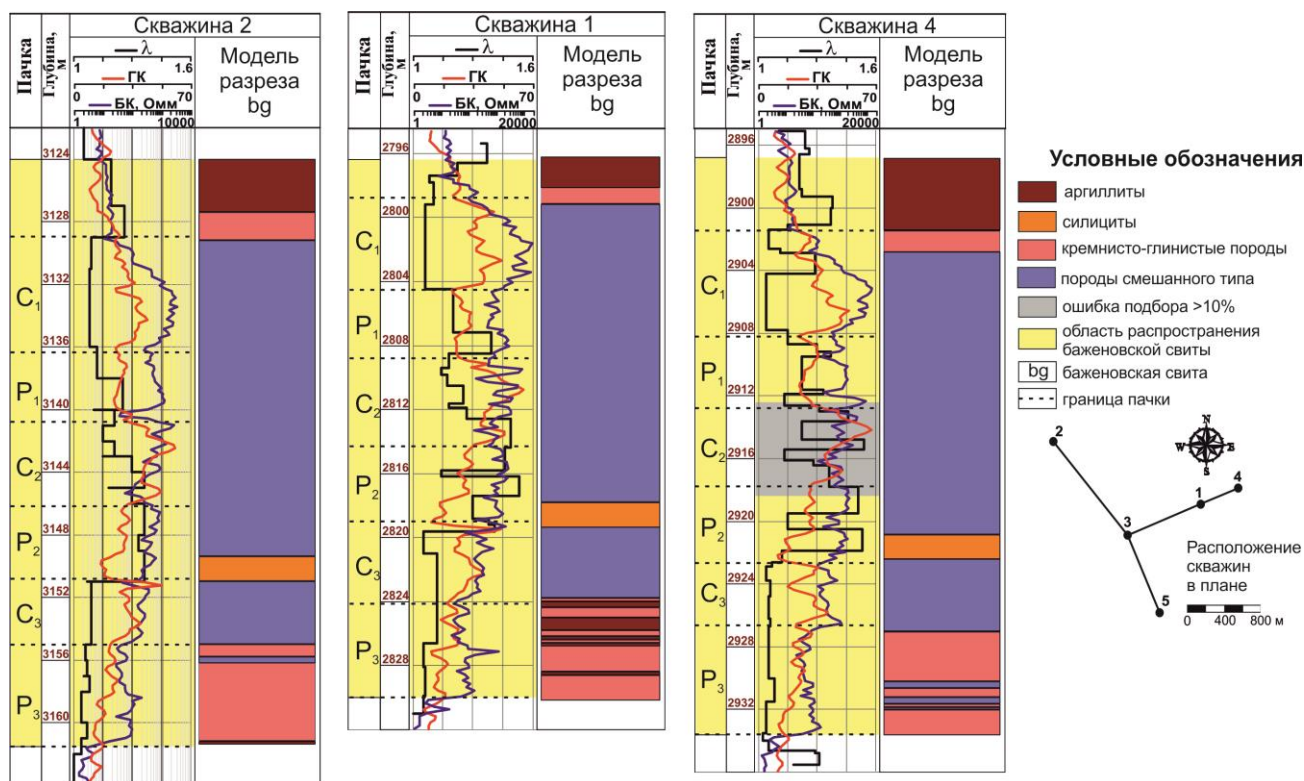 Скважина 2
Пачка
Глубина, м
λ
1 1.6
ГК
0 70
БК, Омм
1 10000
Модель
разреза
bg
3124
3128
3132
3136
3140
3144
3148
3152
3156
3160
C1
P1
C2
P2
C3
P3
Скважина 1
Пачка
Глубина, м
λ
1 1.6
ГК
0 70
БК, Омм
1 20000
Модель
разреза
bg
2796
2800
2804
2808
2812
2816
2820
2824
2828
C1
P1
C2
P2
C3
P3
Скважина 4
Пачка
Глубина, м
λ
1 1.6
ГК
0 70
БК, Омм
1 20000
Модель
разреза
bg
2896
2900
2904
2908
2912
2916
2920
2924
2928
2932
C1
P1
C2
P2
C3
P3
Условные обозначения
аргиллиты
силициты
кремнисто-глинистые породы
породы смешанного типа
ошибка подбора >10%
область распространения
баженовской свиты
bg баженовская свита
граница пачки
N
W
S
2
4
1
3
5
Расположение
скважин
в плане
0 400 800 м